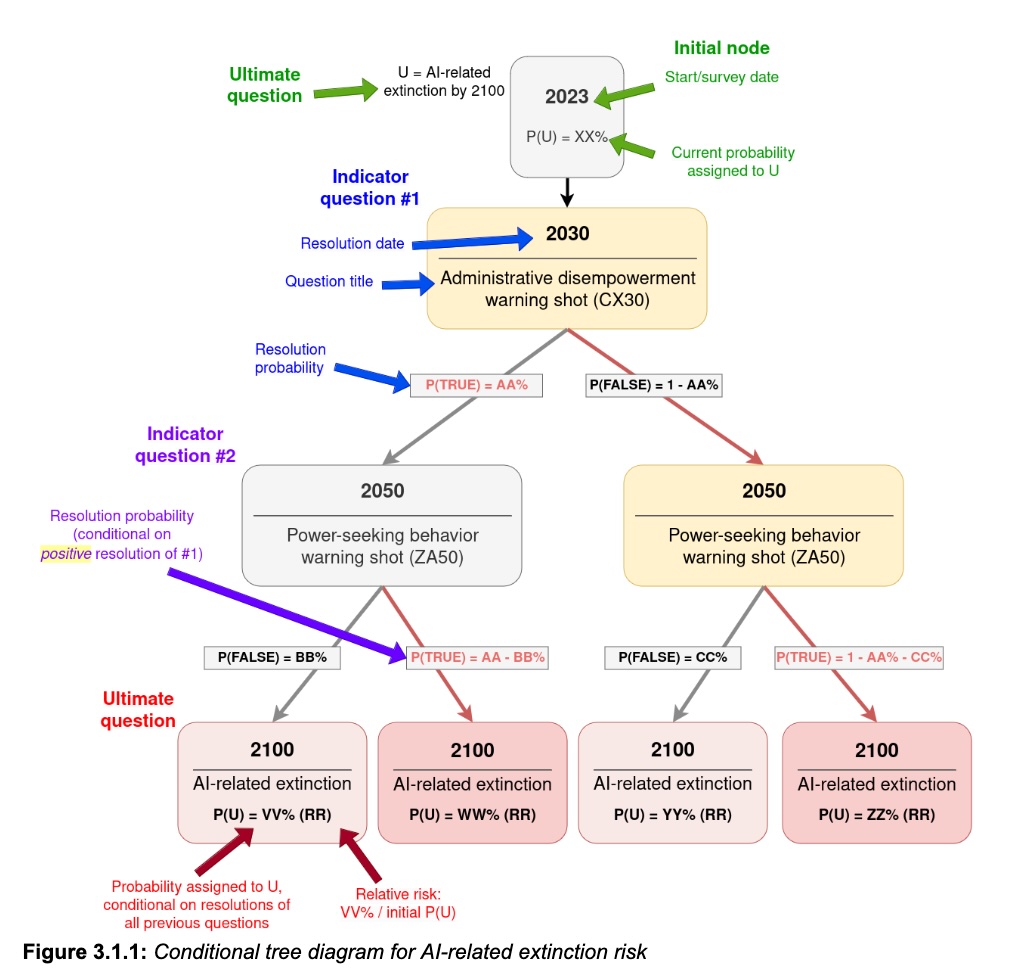 Initial node
Ultimate
question
U = AI-related
extinction by 2100
Start/survey date
2023
P(U) = XX%
Current probability
assigned to U
Indicator
question #1
Resolution date
2030
Question title
Administrative disempowerment
warning shot (CX30)
Resolution
probability
P(TRUE) = AA%
P(FALSE) = 1 - AA%
Indicator
question #2
2050
Power-seeking behavior
warning shot (ZA50)
2050
Power-seeking behavior
warning shot (ZA50)
Resolution probability
(conditional on
positive resolution of #1)
P(FALSE) = BB%
P(TRUE) = AA - BB%
P(FALSE) = CC%
P(TRUE) = 1 - AA% - CC%
Ultimate
question
2100
AI-related extinction
P(U) = VV% (RR)
2100
AI-related extinction
P(U) = WW% (RR)
2100
AI-related extinction
P(U) = YY% (RR)
2100
AI-related extinction
P(U) = ZZ% (RR)
Probability assigned to U,
conditional on resolutions of
all previous questions
Relative risk:
VV% / initial P(U)
Figure 3.1.1: Conditional tree diagram for AI-related extinction risk